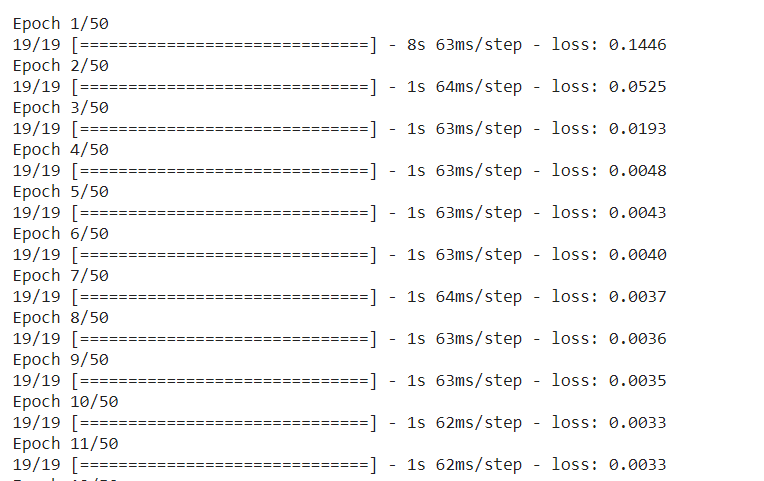 Epoch 1/50
19/19 [==============================] - 8s 63ms/step - loss: 0.1446
Epoch 2/50
19/19 [==============================] - 1s 64ms/step - loss: 0.0525
Epoch 3/50
19/19 [==============================] - 1s 63ms/step - loss: 0.0193
Epoch 4/50
19/19 [==============================] - 1s 63ms/step - loss: 0.0048
Epoch 5/50
19/19 [==============================] - 1s 63ms/step - loss: 0.0043
Epoch 6/50
19/19 [==============================] - 1s 63ms/step - loss: 0.0040
Epoch 7/50
19/19 [==============================] - 1s 64ms/step - loss: 0.0037
Epoch 8/50
19/19 [==============================] - 1s 63ms/step - loss: 0.0036
Epoch 9/50
19/19 [==============================] - 1s 63ms/step - loss: 0.0035
Epoch 10/50
19/19 [==============================] - 1s 62ms/step - loss: 0.0033
Epoch 11/50
19/19 [==============================] - 1s 62ms/step - loss: 0.0033